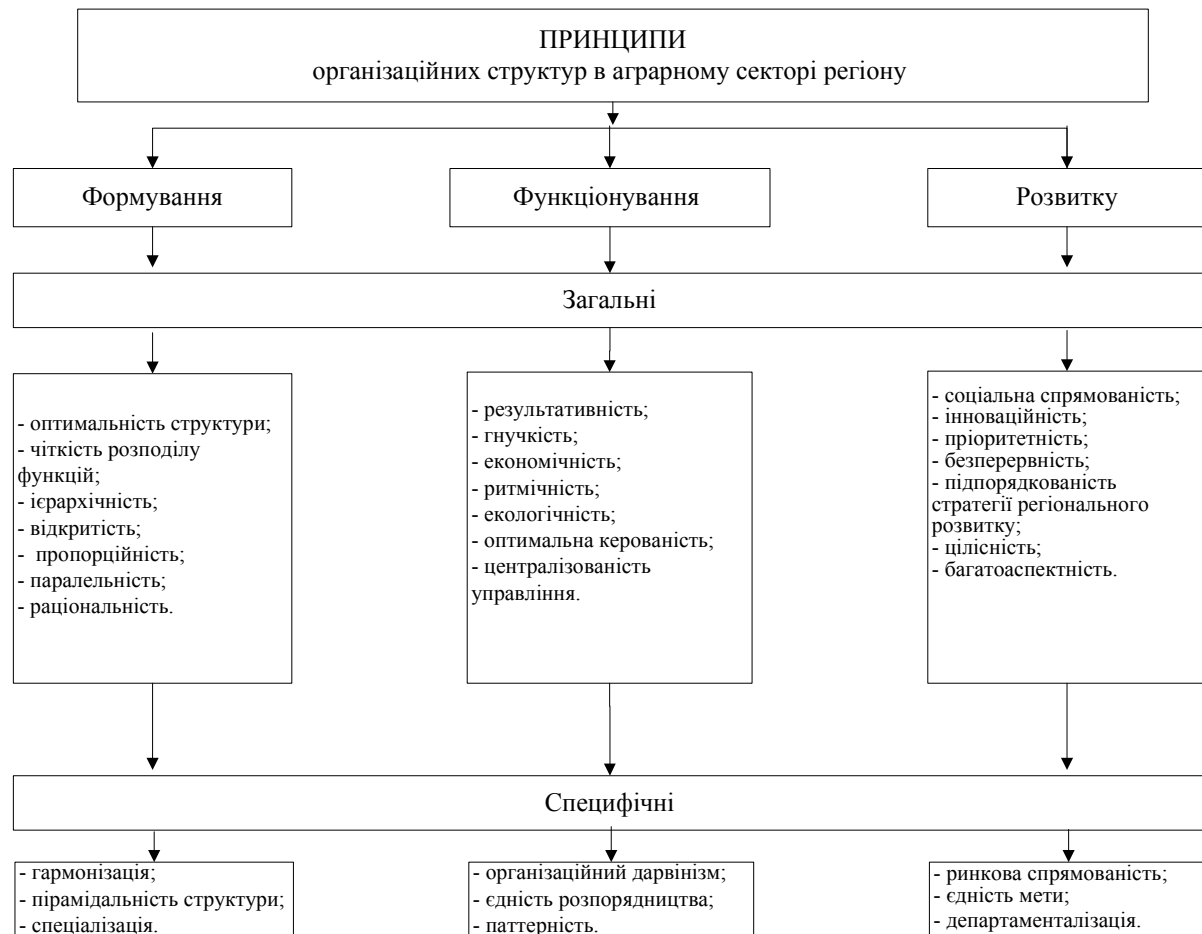 ПРИНЦИПИ
організаційних структур в аграрному секторі регіону
Формування
Функціонування
Розвитку
Загальні
- оптимальність структури;
- чіткість розподілу
функцій;
- ієрархічність;
- відкритість;
- пропорційність;
- паралельність;
- раціональність.
- результативність;
- гнучкість;
- економічність;
- ритмічність;
- екологічність;
- оптимальна керованість;
- централізованість
управління.
- соціальна спрямованість;
- інноваційність;
- пріоритетність;
- безперервність;
- підпорядкованість
стратегії регіонального
розвитку;
- цілісність;
- багатоаспектність.
Специфічні
- гармонізація;
- пірамідальність структури;
- спеціалізація.
- організаційний дарвінізм;
- єдність розпорядництва;
- паттерність.
- ринкова спрямованість;
- єдність мети;
- департаменталізація.